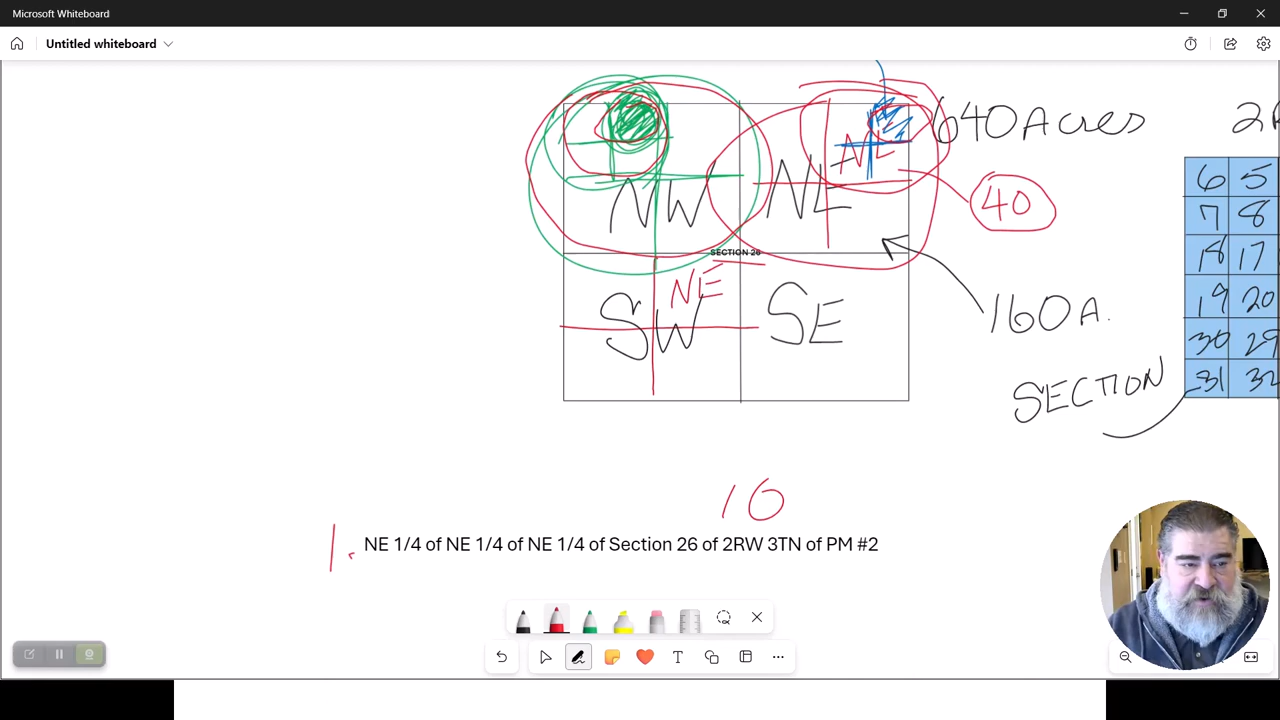 Microsoft Whiteboard
Untitled whiteboard
640 Acres
NE
6 5
NW NE
40
7 8
SECTION 26
18 17
NE
SW SE
160 A.
19 20
30 29
SECTION
31 32
10
1. NE 1/4 of NE 1/4 of NE 1/4 of Section 26 of 2RW 3TN of PM #2